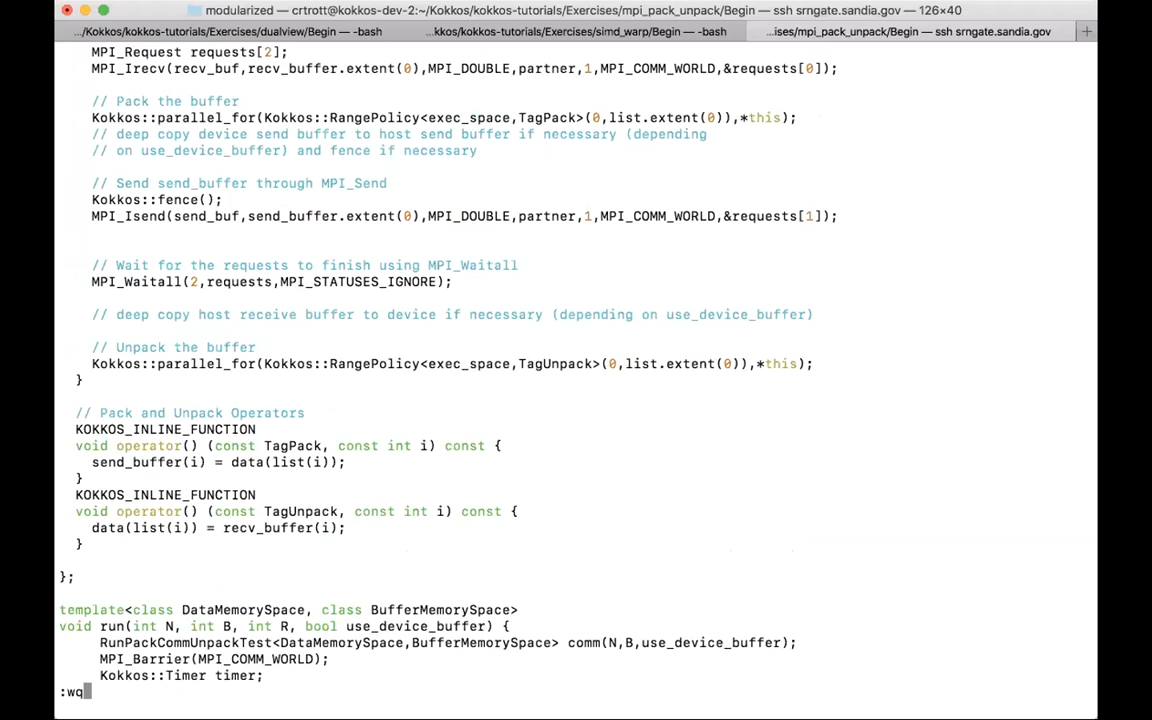 modularized — crtrott@kokkos-dev-2:~/Kokkos/kokkos-tutorials/Exercises/mpi_pack_unpack/Begin — ssh srngate.sandia.gov — 126×40
.../Kokkos/kokkos-tutorials/Exercises/dualview/Begin — -bash ...kkos/kokkos-tutorials/Exercises/simd_warp/Begin — -bash ...ises/mpi_pack_unpack/Begin — ssh srngate.sandia.gov +
MPI_Request requests[2];
MPI_Irecv(recv_buf,recv_buffer.extent(0),MPI_DOUBLE,partner,1,MPI_COMM_WORLD,&requests[0]);
// Pack the buffer
Kokkos::parallel_for(Kokkos::RangePolicy<exec_space,TagPack>(0,list.extent(0)),*this);
// deep copy device send buffer to host send buffer if necessary (depending
// on use_device_buffer) and fence if necessary
// Send send_buffer through MPI_Send
Kokkos::fence();
MPI_Isend(send_buf,send_buffer.extent(0),MPI_DOUBLE,partner,1,MPI_COMM_WORLD,&requests[1]);
// Wait for the requests to finish using MPI_Waitall
MPI_Waitall(2,requests,MPI_STATUSES_IGNORE);
// deep copy host receive buffer to device if necessary (depending on use_device_buffer)
// Unpack the buffer
Kokkos::parallel_for(Kokkos::RangePolicy<exec_space,TagUnpack>(0,list.extent(0)),*this);
}
// Pack and Unpack Operators
KOKKOS_INLINE_FUNCTION
void operator() (const TagPack, const int i) const {
send_buffer(i) = data(list(i));
}
KOKKOS_INLINE_FUNCTION
void operator() (const TagUnpack, const int i) const {
data(list(i)) = recv_buffer(i);
}
};
template<class DataMemorySpace, class BufferMemorySpace>
void run(int N, int B, int R, bool use_device_buffer) {
RunPackCommUnpackTest<DataMemorySpace,BufferMemorySpace> comm(N,B,use_device_buffer);
MPI_Barrier(MPI_COMM_WORLD);
Kokkos::Timer timer;
:wq